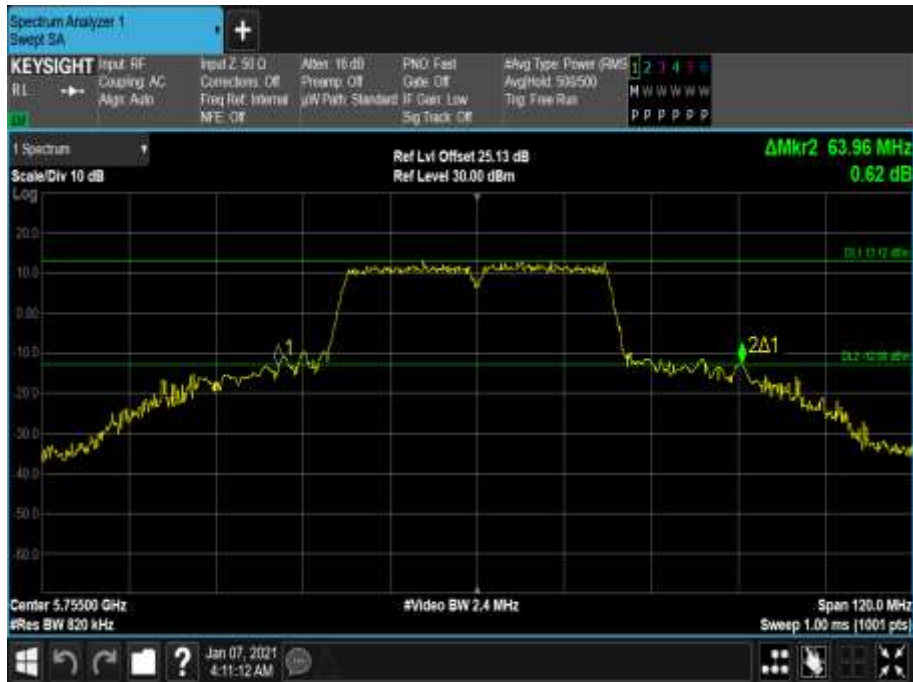 Spectrum Analyzer 1
Swept SA
+
KEYSIGHT Input: RF Input Z: 50 Ω Atten: 16 dB PNO: Fast #Avg Type: Power (RMS 1 2 3 4 5 6
RL Coupling: AC Corrections: Off Preamp: Off Gate: Off Avg|Hold: 500/500 M W W W W W
Align: Auto Freq Ref: Internal µW Path: Standard IF Gain: Low Trig: Free Run
NFE: Off Sig Track: Off P P P P P P
1 Spectrum
Scale/Div 10 dB
Ref Lvl Offset 25.13 dB
Ref Level 30.00 dBm
ΔMkr2 63.96 MHz
0.62 dB
Log
20.0
DL1 13.12 dBm
10.0
0.00
1
2Δ1
-10.0
-20.0
-30.0
-40.0
-50.0
-60.0
Center 5.75500 GHz #Video BW 2.4 MHz Span 120.0 MHz
#Res BW 820 kHz Sweep 1.00 ms (1001 pts)
? Jan 07, 2021
4:11:12 AM